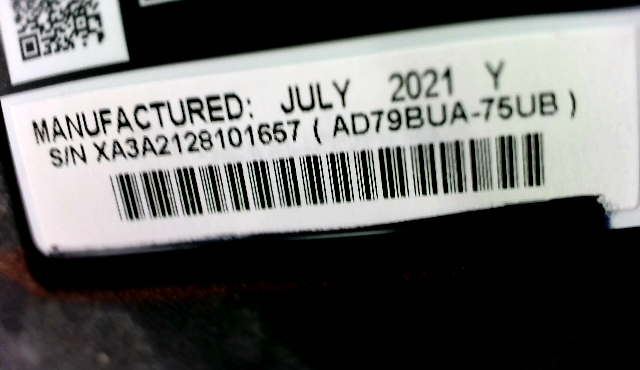 MANUFACTURED: JULY 2021 Y
S/N XA3A2128101657 ( AD79BUA-75UB )